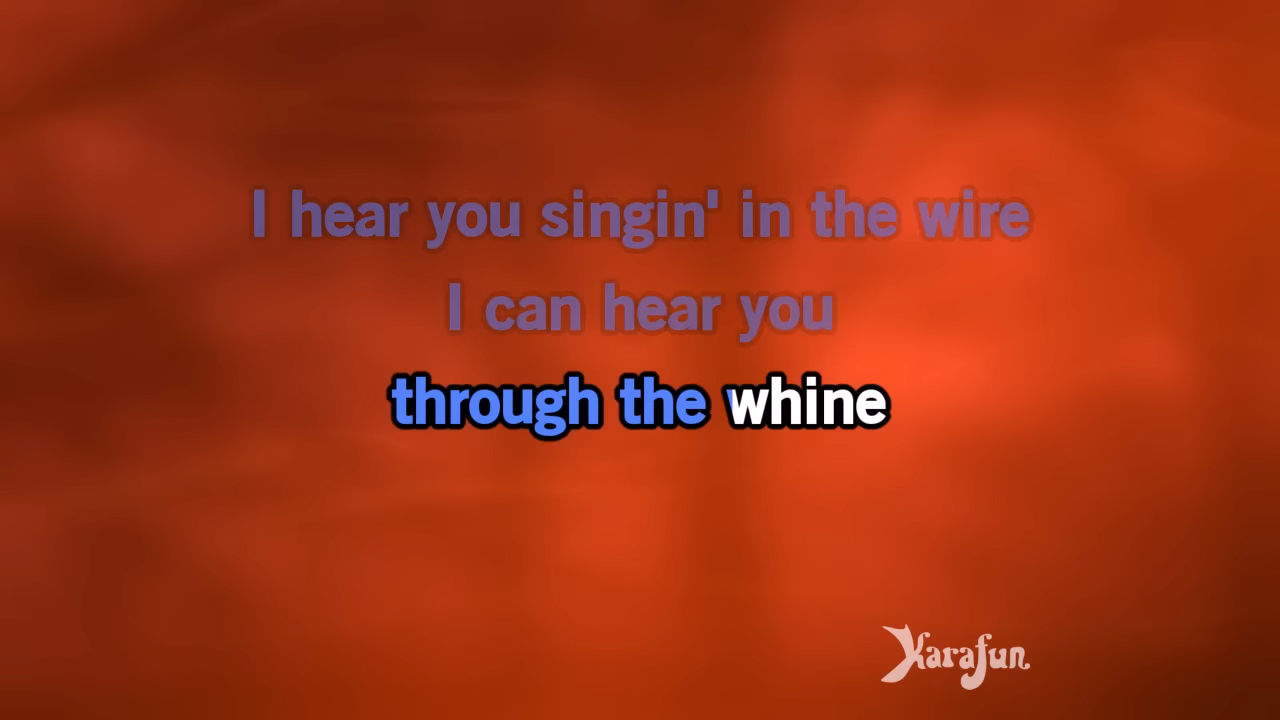 I hear you singin' in the wire
I can hear you
through the whine
Karafun